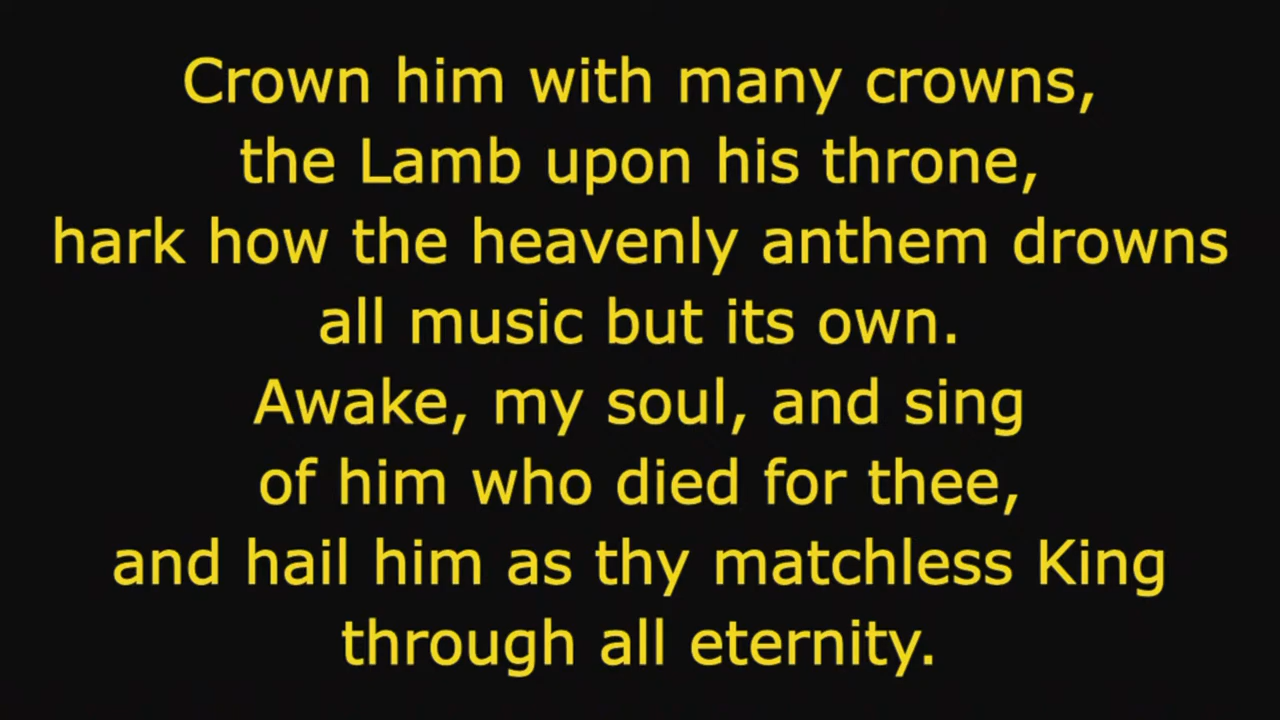 Crown him with many crowns,
the Lamb upon his throne,
hark how the heavenly anthem drowns
all music but its own.
Awake, my soul, and sing
of him who died for thee,
and hail him as thy matchless King
through all eternity.